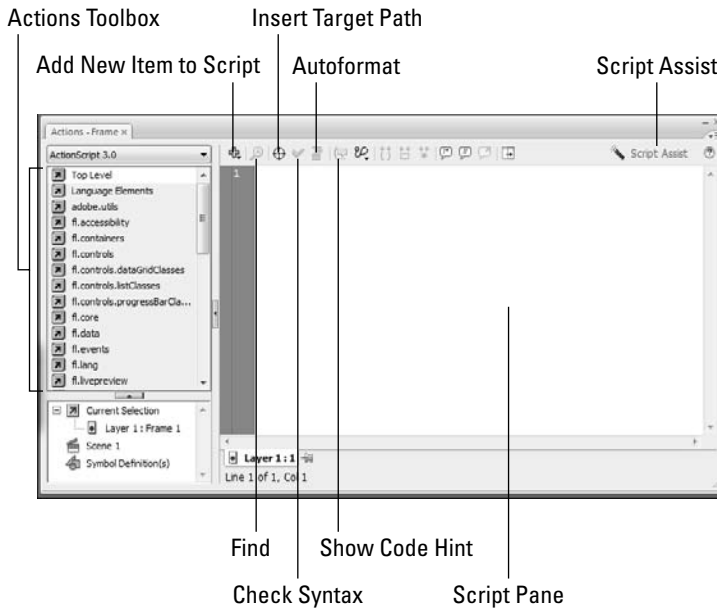 Actions Toolbox
Insert Target Path
Add New Item to Script
Autoformat
Script Assist
Actions - Frame ×
ActionScript 3.0
Script Assist
1
Top Level
Language Elements
adobe.utils
fl.accessibility
fl.containers
fl.controls
fl.controls.dataGridClasses
fl.controls.listClasses
fl.controls.progressBarCla...
fl.core
fl.data
fl.events
fl.lang
fl.livepreview
Current Selection
Layer 1 : Frame 1
Scene 1
Symbol Definition(s)
Layer 1 : 1
Line 1 of 1, Col 1
Find
Show Code Hint
Check Syntax
Script Pane